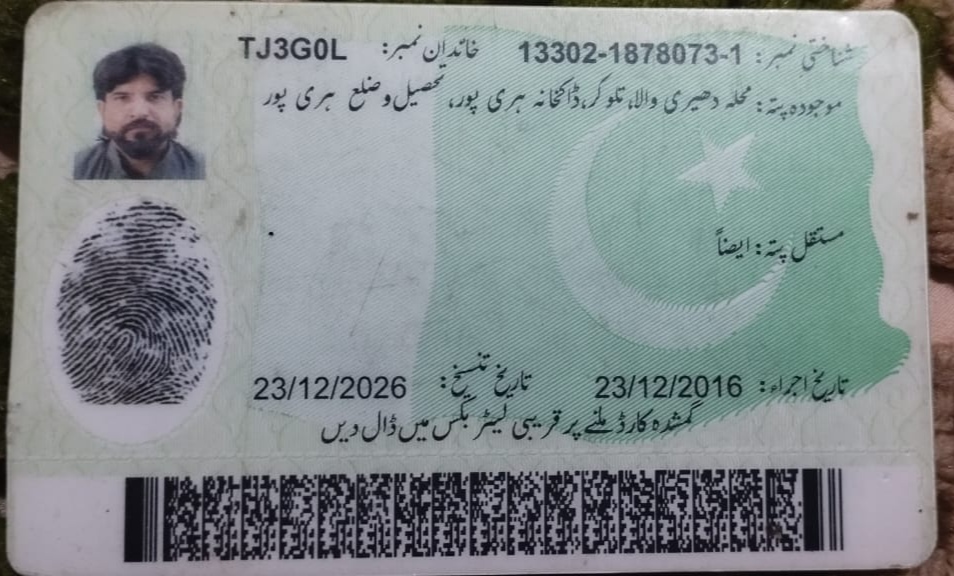 شناختی نمبر: 13302-1878073-1 خاندان نمبر: TJ3G0L
موجودہ پتہ: محلہ دھیری والا، تلوکر، ڈاکخانہ ہری پور، تحصیل و ضلع ہری پور
مستقل پتہ: ایضاً
تاریخ اجراء: 23/12/2016 تاریخ تنسیخ: 23/12/2026
گمشدہ کارڈ ملنے پر قریبی لیٹر بکس میں ڈال دیں